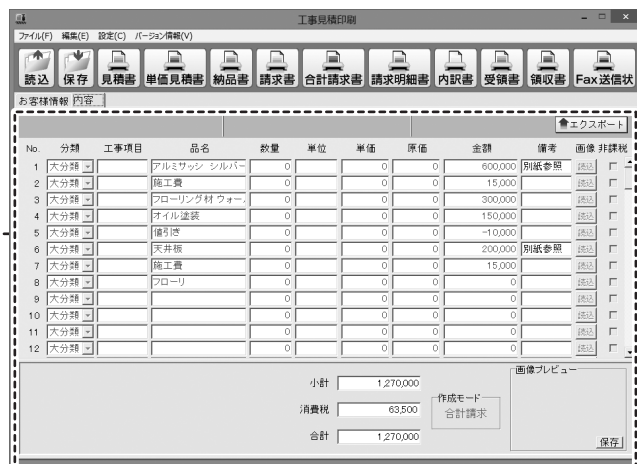 工事見積印刷
ファイル(F) 編集(E) 設定(C) バージョン情報(V)
読込 保存 見積書 単価見積書 納品書 請求書 合計請求書 請求明細書 内訳書 受領書 領収書 Fax送信状
お客様情報 内容
エクスポート
No. 分類 工事項目 品名 数量 単位 単価 原価 金額 備考 画像 非課税
1 大分類 アルミサッシ シルバー 0 0 0 600,000 別紙参照 読込
2 大分類 施工費 0 0 0 15,000 読込
3 大分類 フローリング材 ウォー 0 0 0 300,000 読込
4 大分類 オイル塗装 0 0 0 150,000 読込
5 大分類 値引き 0 0 0 -10,000 読込
6 大分類 天井板 0 0 0 200,000 別紙参照 読込
7 大分類 施工費 0 0 0 15,000 読込
8 大分類 フローリ 0 0 0 0 読込
9 大分類 0 0 0 0 読込
10 大分類 0 0 0 0 読込
11 大分類 0 0 0 0 読込
12 大分類 0 0 0 0 読込
小計 1,270,000
消費税 63,500
合計 1,270,000
作成モード
合計請求
画像プレビュー
保存